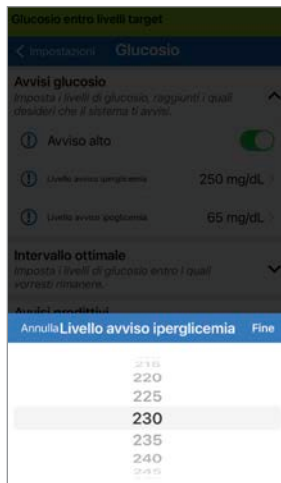 Glucosio entro livelli target
< Impostazioni Glucosio
Avvisi glucosio
Imposta i livelli di glucosio, raggiunti i quali
desideri che il sistema ti avvisi.
Avviso alto
Livello avviso iperglicemia 250 mg/dL >
Livello avviso ipoglicemia 65 mg/dL >
Intervallo ottimale
Imposta i livelli di glucosio entro i quali
vorresti rimanere.
Avvisi predittivi
Annulla Livello avviso iperglicemia Fine
215
220
225
230
235
240
245